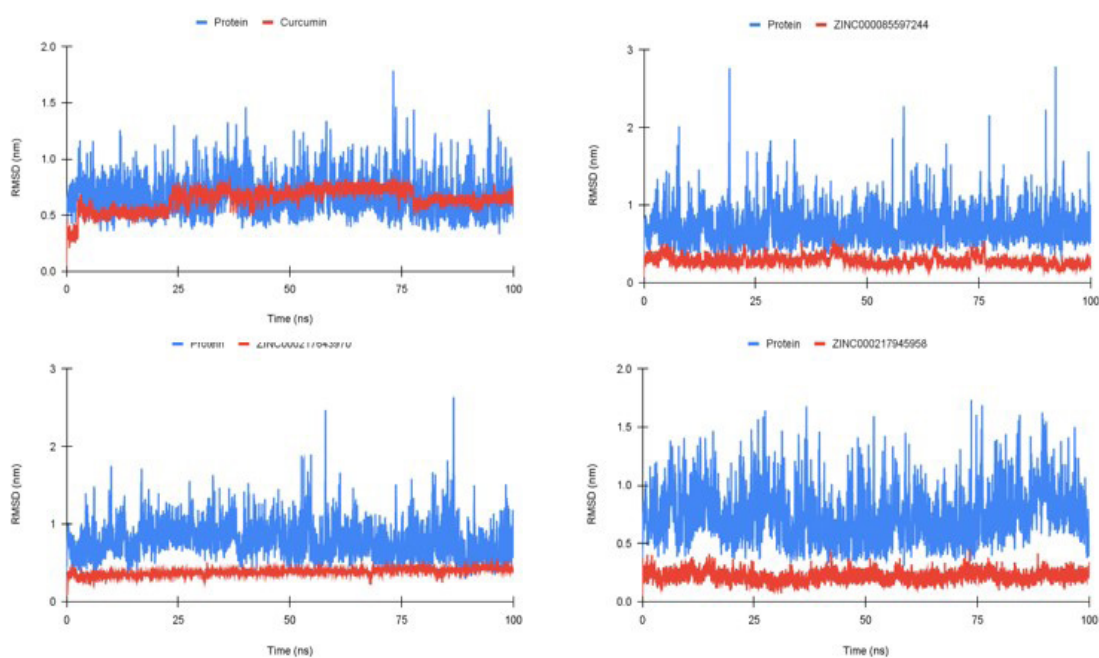 Protein Curcumin
2.0
1.5
1.0
0.5
0.0
RMSD (nm)
0 25 50 75 100
Time (ns)
Protein ZINC000085597244
3
2
1
0
RMSD (nm)
0 25 50 75 100
Time (ns)
Protein ZINC000217643970
3
2
1
0
RMSD (nm)
0 25 50 75 100
Time (ns)
Protein ZINC000217945958
2.0
1.5
1.0
0.5
0.0
RMSD (nm)
0 25 50 75 100
Time (ns)